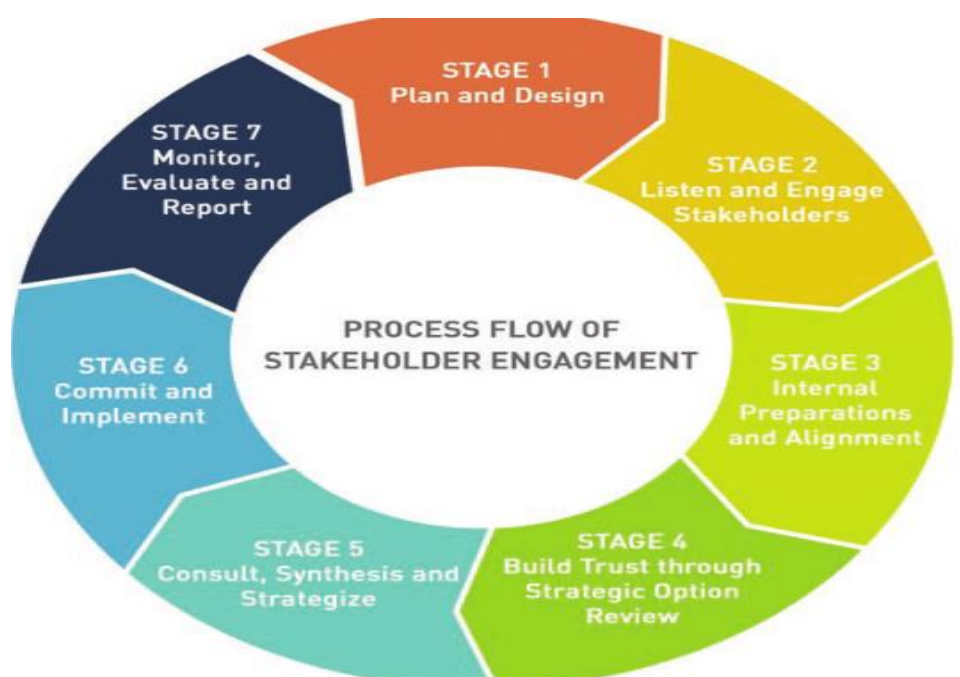 STAGE 1
Plan and Design
STAGE 2
Listen and Engage
Stakeholders
STAGE 3
Internal
Preparations
and Alignment
STAGE 4
Build Trust through
Strategic Option
Review
STAGE 5
Consult, Synthesis and
Strategize
STAGE 6
Commit and
Implement
STAGE 7
Monitor,
Evaluate and
Report
PROCESS FLOW OF
STAKEHOLDER ENGAGEMENT